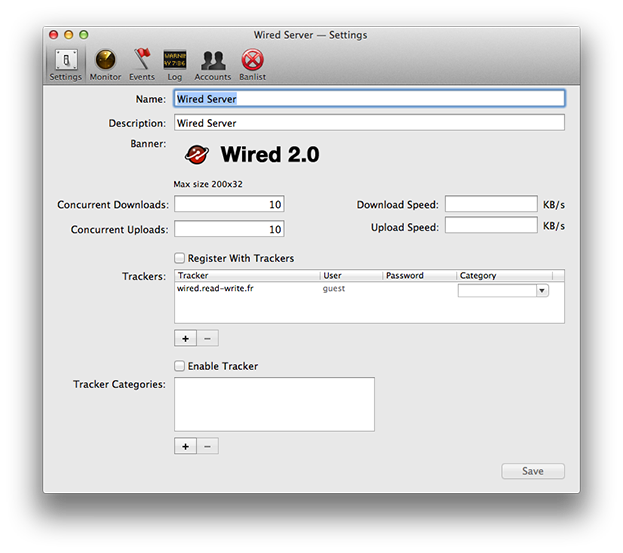 Wired Server — Settings
Settings Monitor Events Log Accounts Banlist
Name: Wired Server
Description: Wired Server
Banner: Wired 2.0
Max size 200x32
Concurrent Downloads: 10 Download Speed: KB/s
Concurrent Uploads: 10 Upload Speed: KB/s
Register With Trackers
Trackers: Tracker User Password Category
wired.read-write.fr guest
+ −
Enable Tracker
Tracker Categories:
+ −
Save